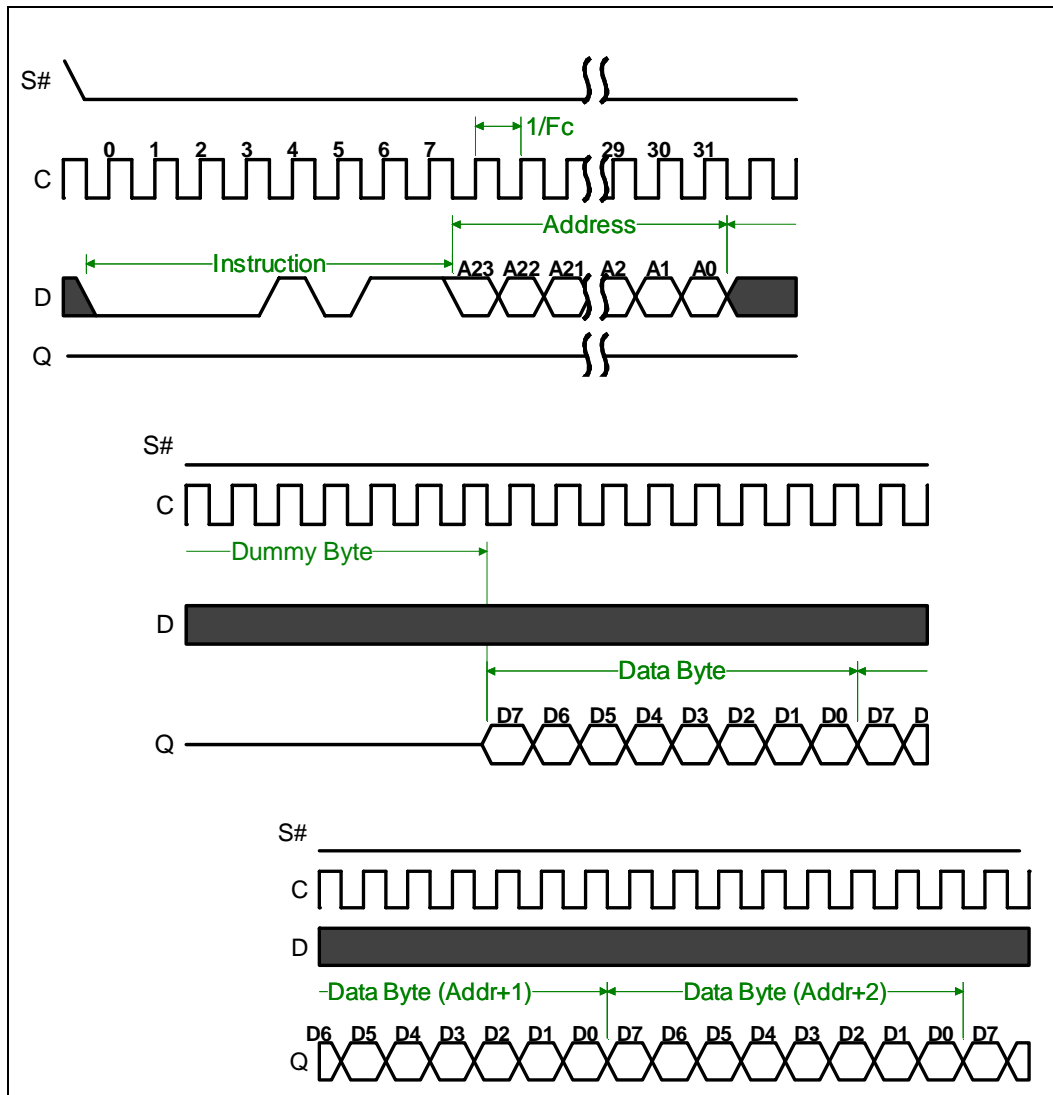 S#
1/Fc
0 1 2 3 4 5 6 7 29 30 31
C
Address
Instruction
A23 A22 A21 A2 A1 A0
D
Q
S#
C
Dummy Byte
D
Data Byte
D7 D6 D5 D4 D3 D2 D1 D0 D7 D
Q
S#
C
D
Data Byte (Addr+1) Data Byte (Addr+2)
D6 D5 D4 D3 D2 D1 D0 D7 D6 D5 D4 D3 D2 D1 D0 D7
Q